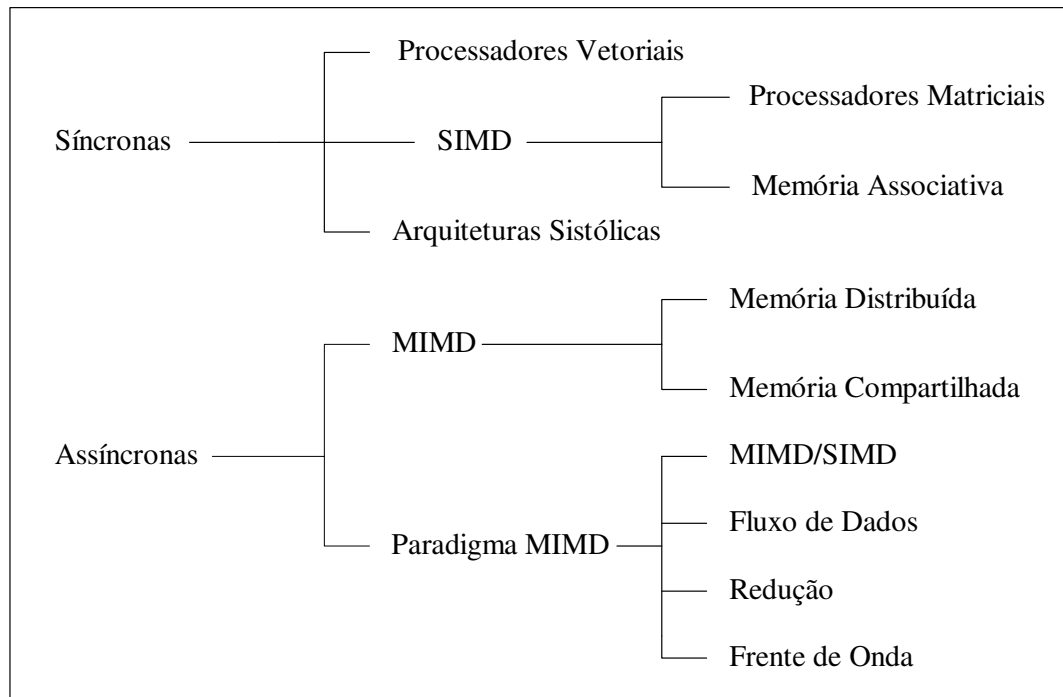 Processadores Vetoriais
Processadores Matriciais
Síncronas
SIMD
Memória Associativa
Arquiteturas Sistólicas
Memória Distribuída
MIMD
Memória Compartilhada
Assíncronas
MIMD/SIMD
Fluxo de Dados
Paradigma MIMD
Redução
Frente de Onda